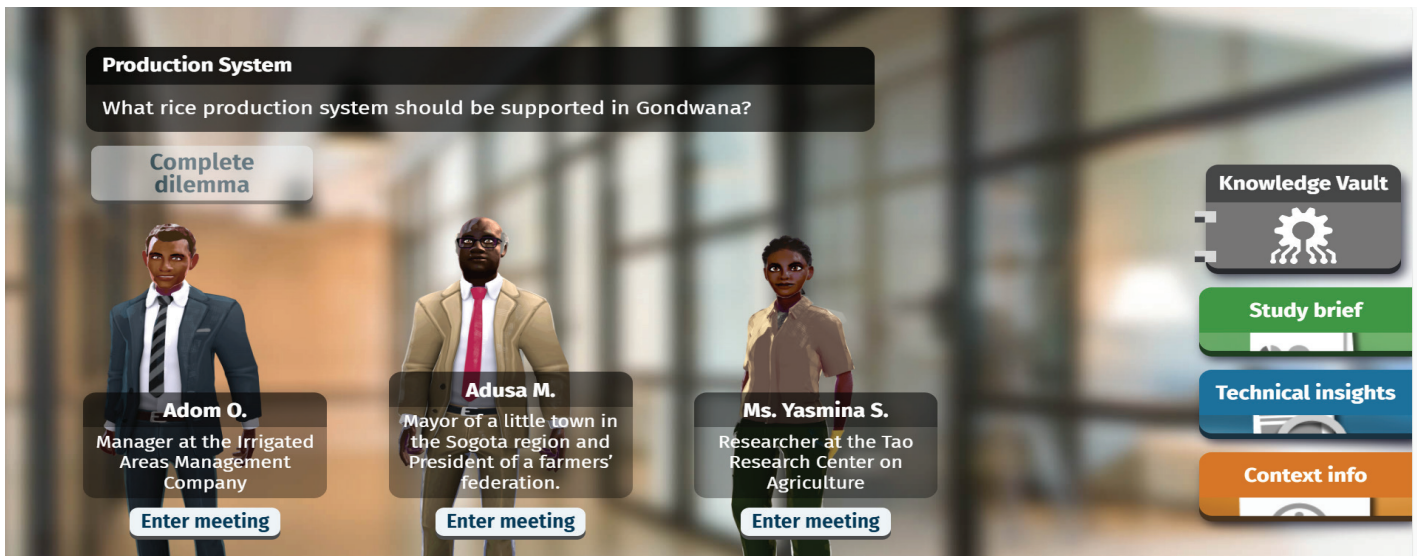 Production System
What rice production system should be supported in Gondwana?
Complete
dilemma
Knowledge Vault
Study brief
Technical insights
Context info
Adom O.
Manager at the Irrigated
Areas Management
Company
Enter meeting
Adusa M.
Mayor of a little town in
the Sogota region and
President of a farmers’
federation.
Enter meeting
Ms. Yasmina S.
Researcher at the Tao
Research Center on
Agriculture
Enter meeting